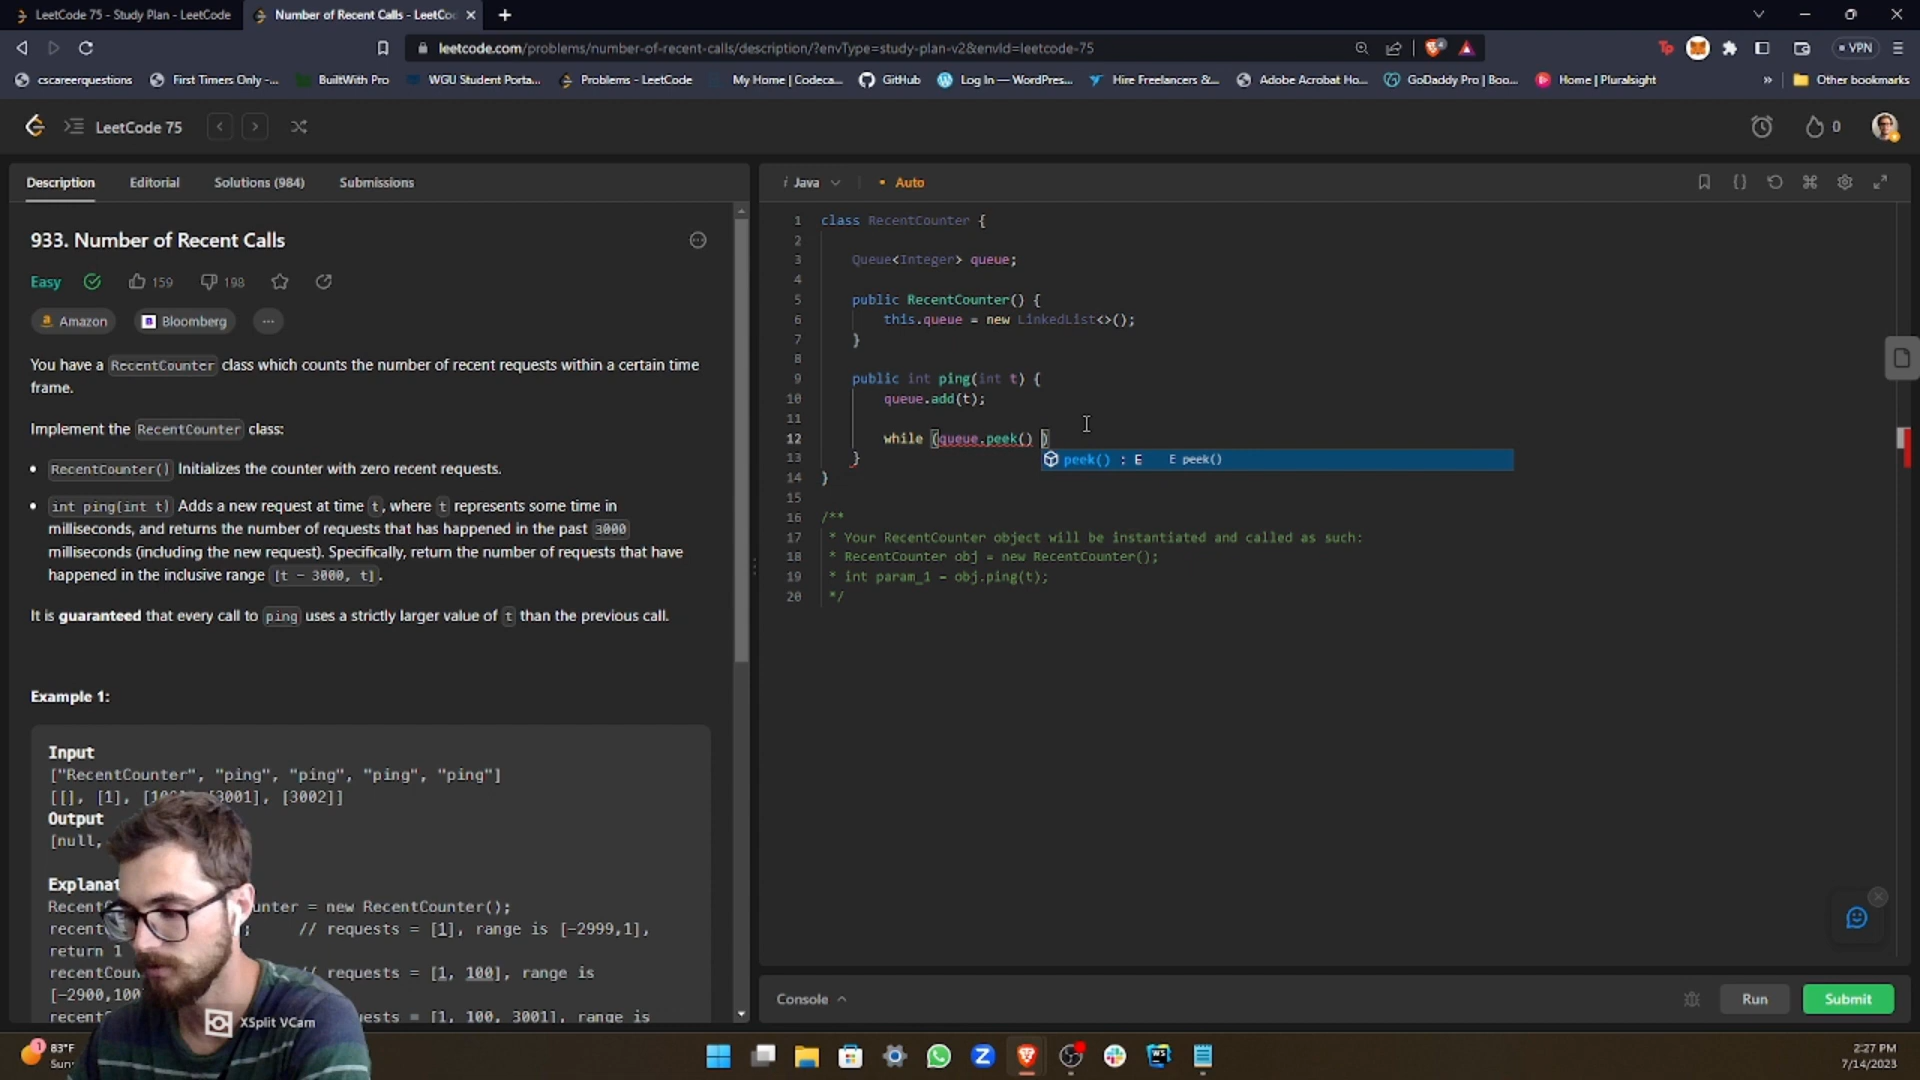 LeetCode 75 - Study Plan - LeetCode
Number of Recent Calls - LeetCo
leetcode.com/problems/number-of-recent-calls/description/?envType=study-plan-v2&envId=leetcode-75
VPN
cscareerquestions
First Timers Only -...
BuiltWith Pro
WGU Student Porta...
Problems - LeetCode
My Home | Codeca...
GitHub
Log In — WordPres...
Hire Freelancers &...
Adobe Acrobat Ho...
GoDaddy Pro | Boo...
Home | Pluralsight
»
Other bookmarks
LeetCode 75
0
Description
Editorial
Solutions (984)
Submissions
933. Number of Recent Calls
Easy
159
198
Amazon
Bloomberg
...
You have a RecentCounter class which counts the number of recent requests within a certain time
frame.
Implement the RecentCounter class:
• RecentCounter() Initializes the counter with zero recent requests.
• int ping(int t) Adds a new request at time t, where t represents some time in
milliseconds, and returns the number of requests that has happened in the past 3000
milliseconds (including the new request). Specifically, return the number of requests that have
happened in the inclusive range [t - 3000, t].
It is guaranteed that every call to ping uses a strictly larger value of t than the previous call.
Example 1:
Input
["RecentCounter", "ping", "ping", "ping", "ping"]
[[], [1], [100], [3001], [3002]]
Output
[null,
Explanat
Recent unter = new RecentCounter();
recent ; // requests = [1], range is [-2999,1],
return 1
recentCoun // requests = [1, 100], range is
[-2900,100
recentC ests = [1, 100, 3001], range is
XSplit VCam
i Java
• Auto
1 class RecentCounter {
2
3 Queue<Integer> queue;
4
5 public RecentCounter() {
6 this.queue = new LinkedList<>();
7 }
8
9 public int ping(int t) {
10 queue.add(t);
11
12 while (queue.peek() )
peek() : E E peek()
13 }
14 }
15
16 /**
17 * Your RecentCounter object will be instantiated and called as such:
18 * RecentCounter obj = new RecentCounter();
19 * int param_1 = obj.ping(t);
20 */
Console
Run
Submit
1
83°F
Sun
2:27 PM
7/14/2023